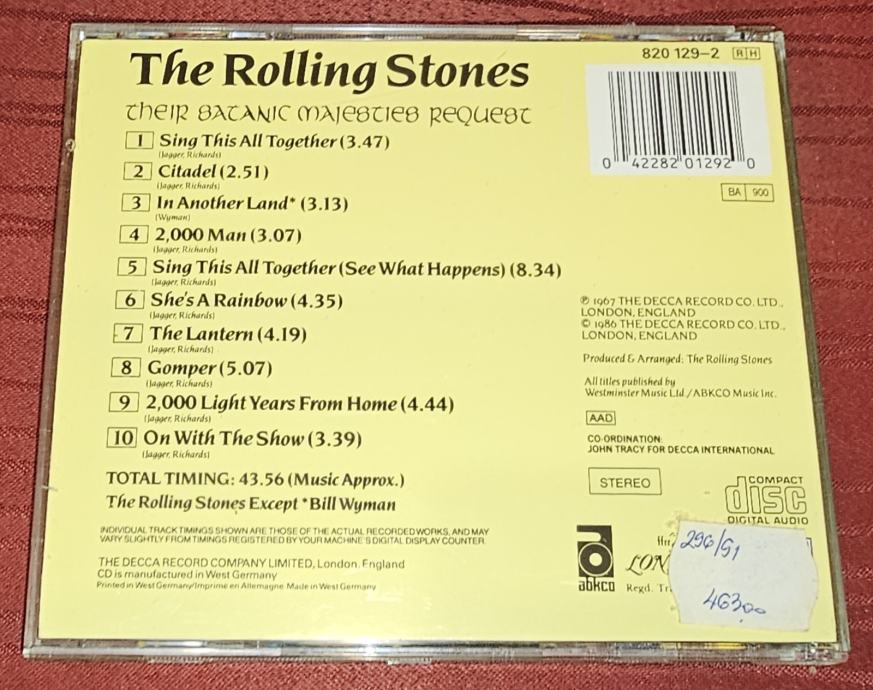 The Rolling Stones
their satanic majesties request
1 Sing This All Together (3.47)
(Jagger, Richards)
2 Citadel (2.51)
(Jagger, Richards)
3 In Another Land* (3.13)
(Wyman)
4 2,000 Man (3.07)
(Jagger, Richards)
5 Sing This All Together (See What Happens) (8.34)
(Jagger, Richards)
6 She's A Rainbow (4.35)
(Jagger, Richards)
7 The Lantern (4.19)
(Jagger, Richards)
8 Gomper (5.07)
(Jagger, Richards)
9 2,000 Light Years From Home (4.44)
(Jagger, Richards)
10 On With The Show (3.39)
(Jagger, Richards)
TOTAL TIMING: 43.56 (Music Approx.)
The Rolling Stones Except *Bill Wyman
INDIVIDUAL TRACK TIMINGS SHOWN ARE THOSE OF THE ACTUAL RECORDED WORKS, AND MAY
VARY SLIGHTLY FROM TIMINGS REGISTERED BY YOUR MACHINE'S DIGITAL DISPLAY COUNTER.
THE DECCA RECORD COMPANY LIMITED, London, England
CD is manufactured in West Germany
Printed in West Germany/Imprimé en Allemagne Made in West Germany
820 129-2 RH
0 42282 01292 0
BA 900
℗ 1967 THE DECCA RECORD CO. LTD.,
LONDON, ENGLAND
© 1986 THE DECCA RECORD CO. LTD.,
LONDON, ENGLAND
Produced & Arranged: The Rolling Stones
All titles published by
Westminster Music Ltd./ABKCO Music Inc.
AAD
CO-ORDINATION:
JOHN TRACY FOR DECCA INTERNATIONAL
STEREO
COMPACT
disc
DIGITAL AUDIO
abkco
LON
Regd. Tr
296/91
463,00